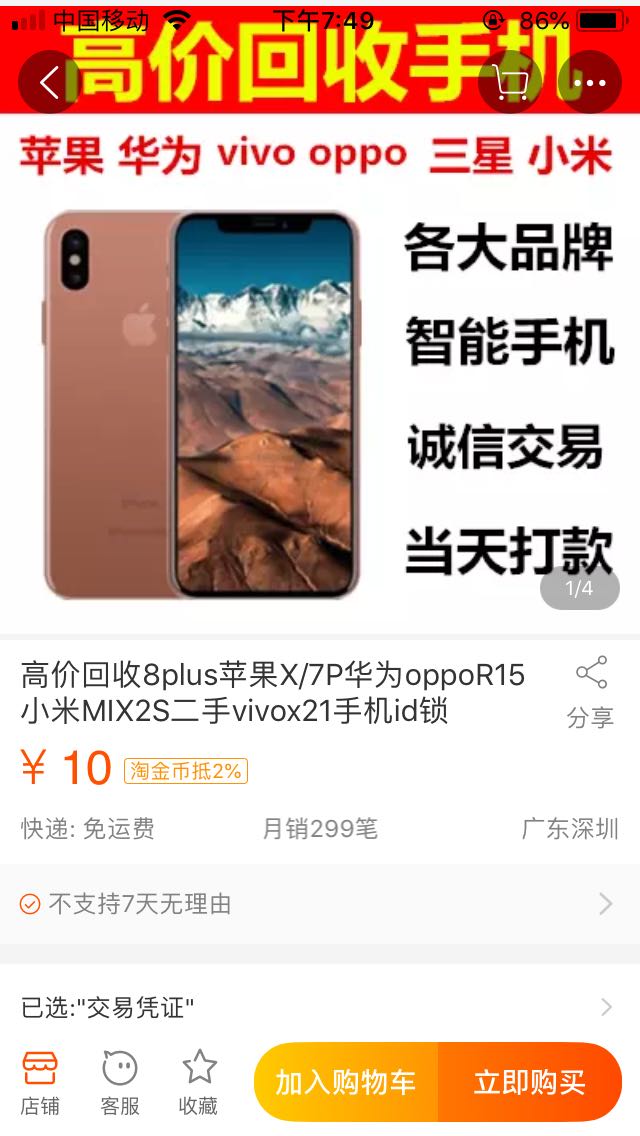 中国移动 下午7:49 86%
高价回收手机
苹果 华为 vivo oppo 三星 小米
各大品牌
智能手机
诚信交易
当天打款
1/4
高价回收8plus苹果X/7P华为oppoR15
小米MIX2S二手vivox21手机id锁
分享
￥10 淘金币抵2%
快递: 免运费 月销299笔 广东深圳
不支持7天无理由
已选:"交易凭证"
店铺 客服 收藏 加入购物车 立即购买